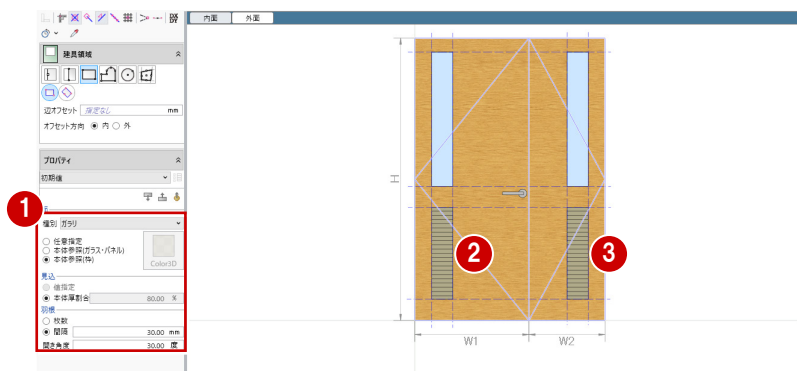 内面 外面
建具領域
辺オフセット 指定なし mm
オフセット方向 内 外
プロパティ
初期値
1
種別 ガラリ
任意指定
本体参照(ガラス・パネル)
本体参照(枠)
Color3D
見込
値指定
本体厚割合 80.00 %
羽根
枚数
間隔 30.00 mm
開き角度 30.00 度
H
2
3
W1 W2